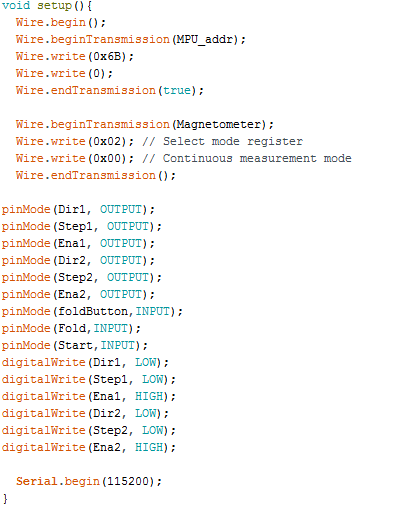 void setup(){
  Wire.begin();
  Wire.beginTransmission(MPU_addr);
  Wire.write(0x6B);
  Wire.write(0);
  Wire.endTransmission(true);

  Wire.beginTransmission(Magnetometer);
  Wire.write(0x02); // Select mode register
  Wire.write(0x00); // Continuous measurement mode
  Wire.endTransmission();

pinMode(Dir1, OUTPUT);
pinMode(Step1, OUTPUT);
pinMode(Ena1, OUTPUT);
pinMode(Dir2, OUTPUT);
pinMode(Step2, OUTPUT);
pinMode(Ena2, OUTPUT);
pinMode(foldButton,INPUT);
pinMode(Fold,INPUT);
pinMode(Start,INPUT);
digitalWrite(Dir1, LOW);
digitalWrite(Step1, LOW);
digitalWrite(Ena1, HIGH);
digitalWrite(Dir2, LOW);
digitalWrite(Step2, LOW);
digitalWrite(Ena2, HIGH);

  Serial.begin(115200);
}